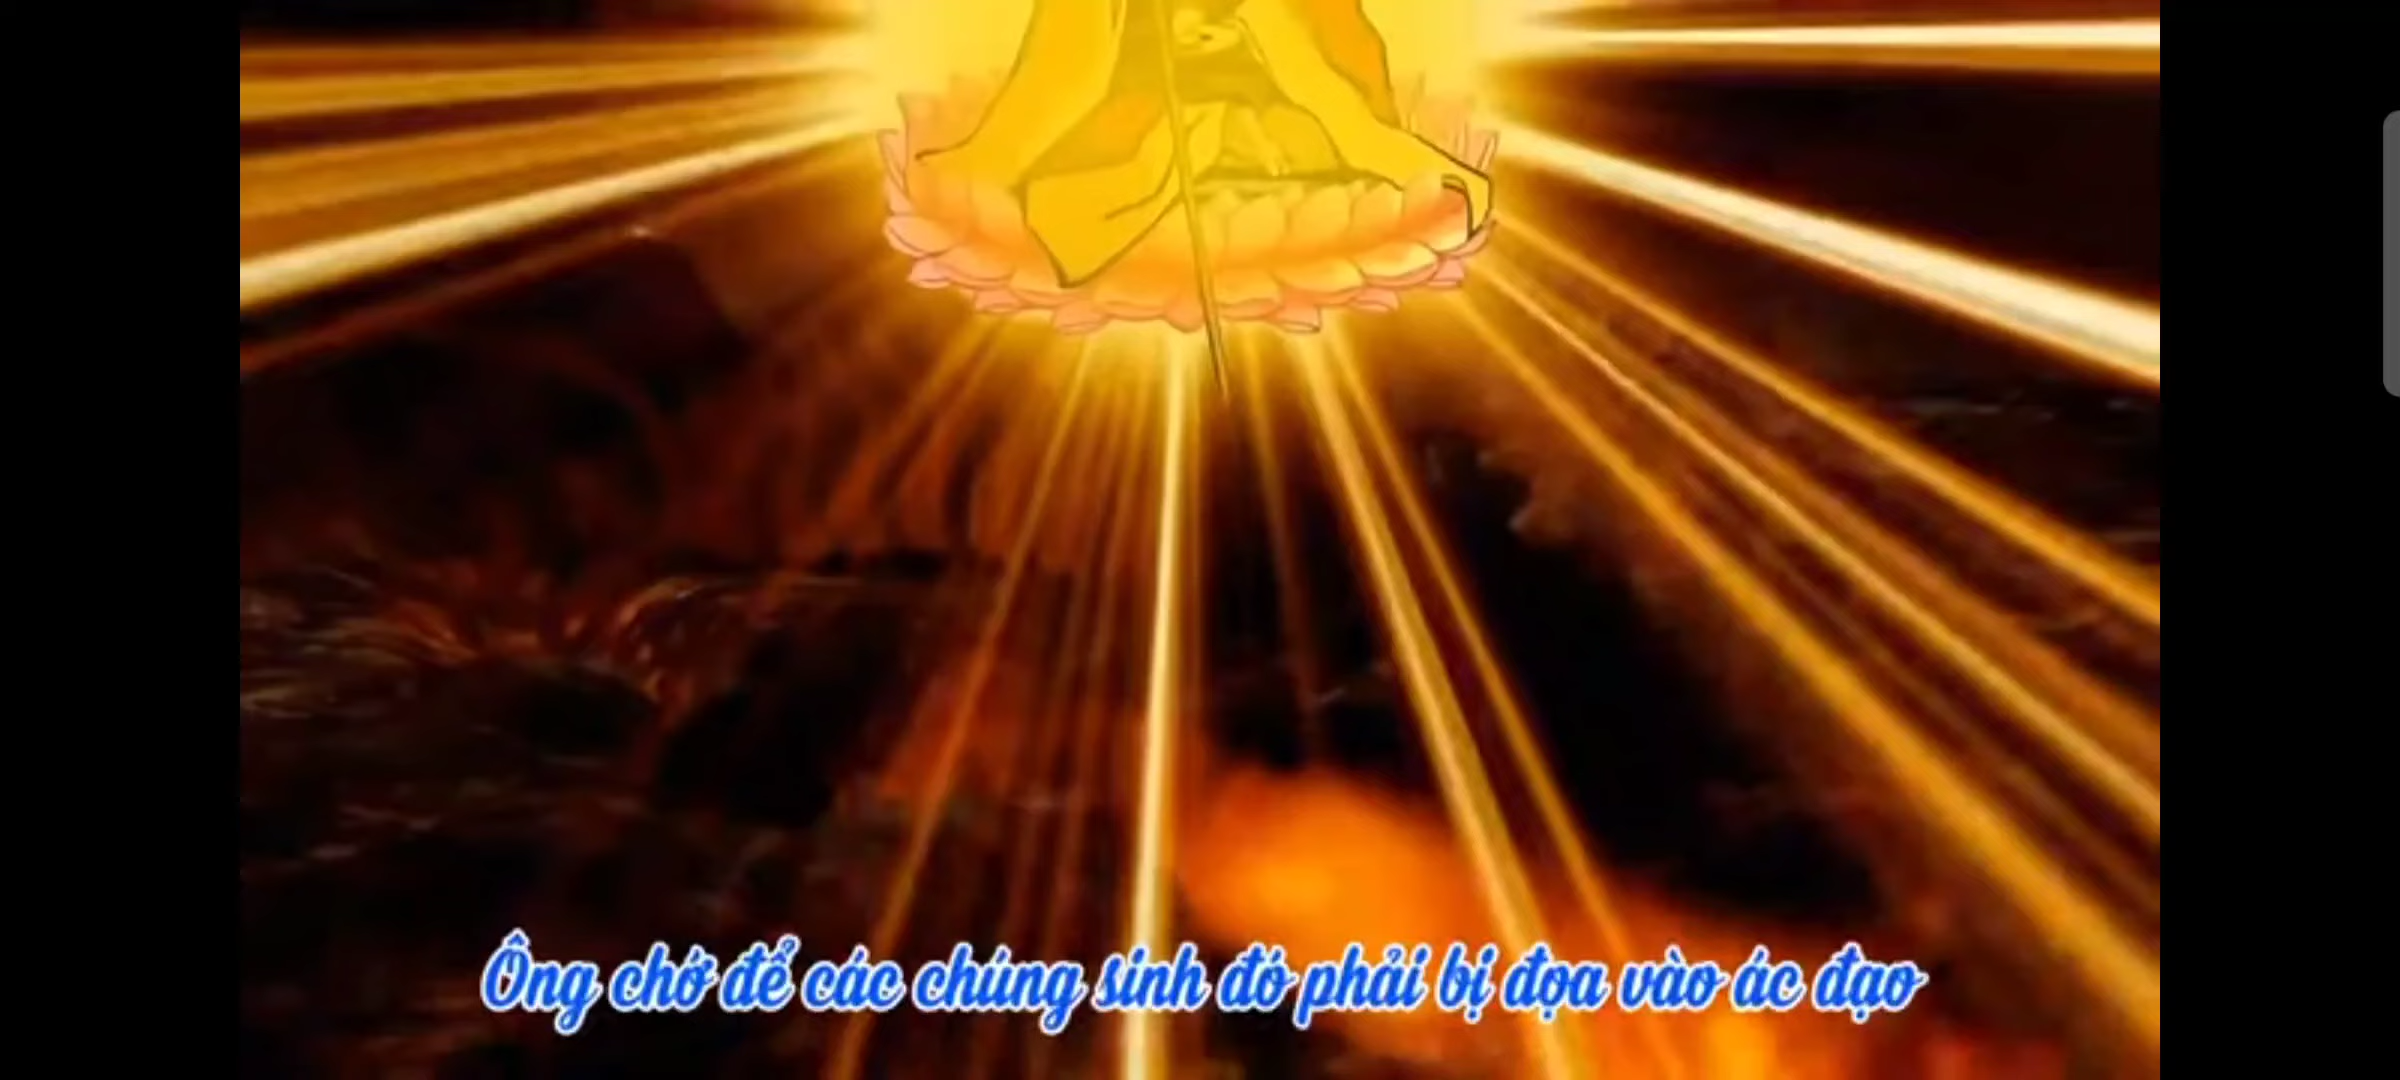 Ông chớ để các chúng sinh đó phải bị đọa vào ác đạo